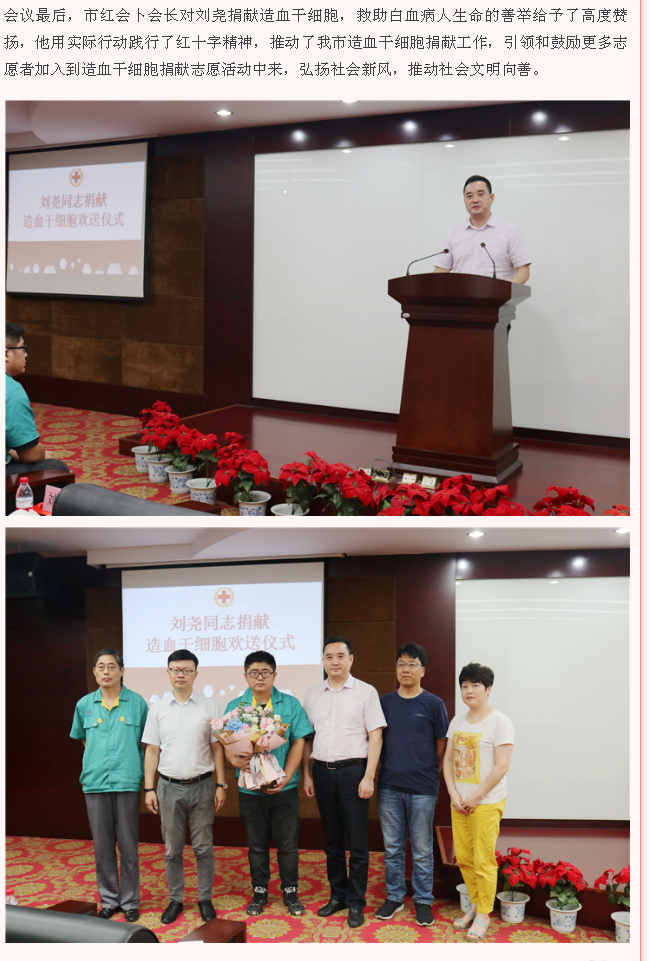 会议最后，市红会卜会长对刘尧捐献造血干细胞，救助白血病人生命的善举给予了高度赞
扬，他用实际行动践行了红十字精神，推动了我市造血干细胞捐献工作，引领和鼓励更多志
愿者加入到造血干细胞捐献志愿活动中来，弘扬社会新风，推动社会文明向善。
刘尧同志捐献
造血干细胞欢送仪式
刘尧同志捐献
造血干细胞欢送仪式